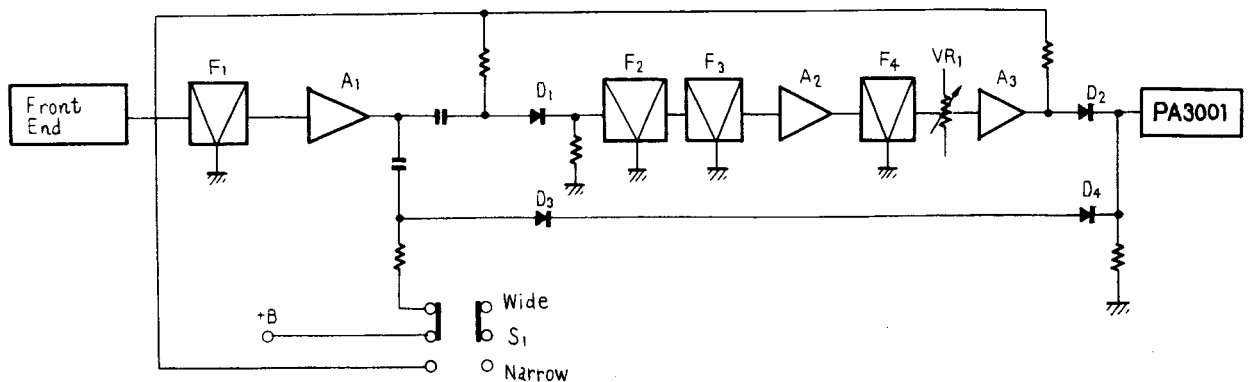 Front
End
F1
A1
D1
F2
F3
A2
F4
VR1
A3
D2
PA3001
D3
D4
+B
Wide
S1
Narrow